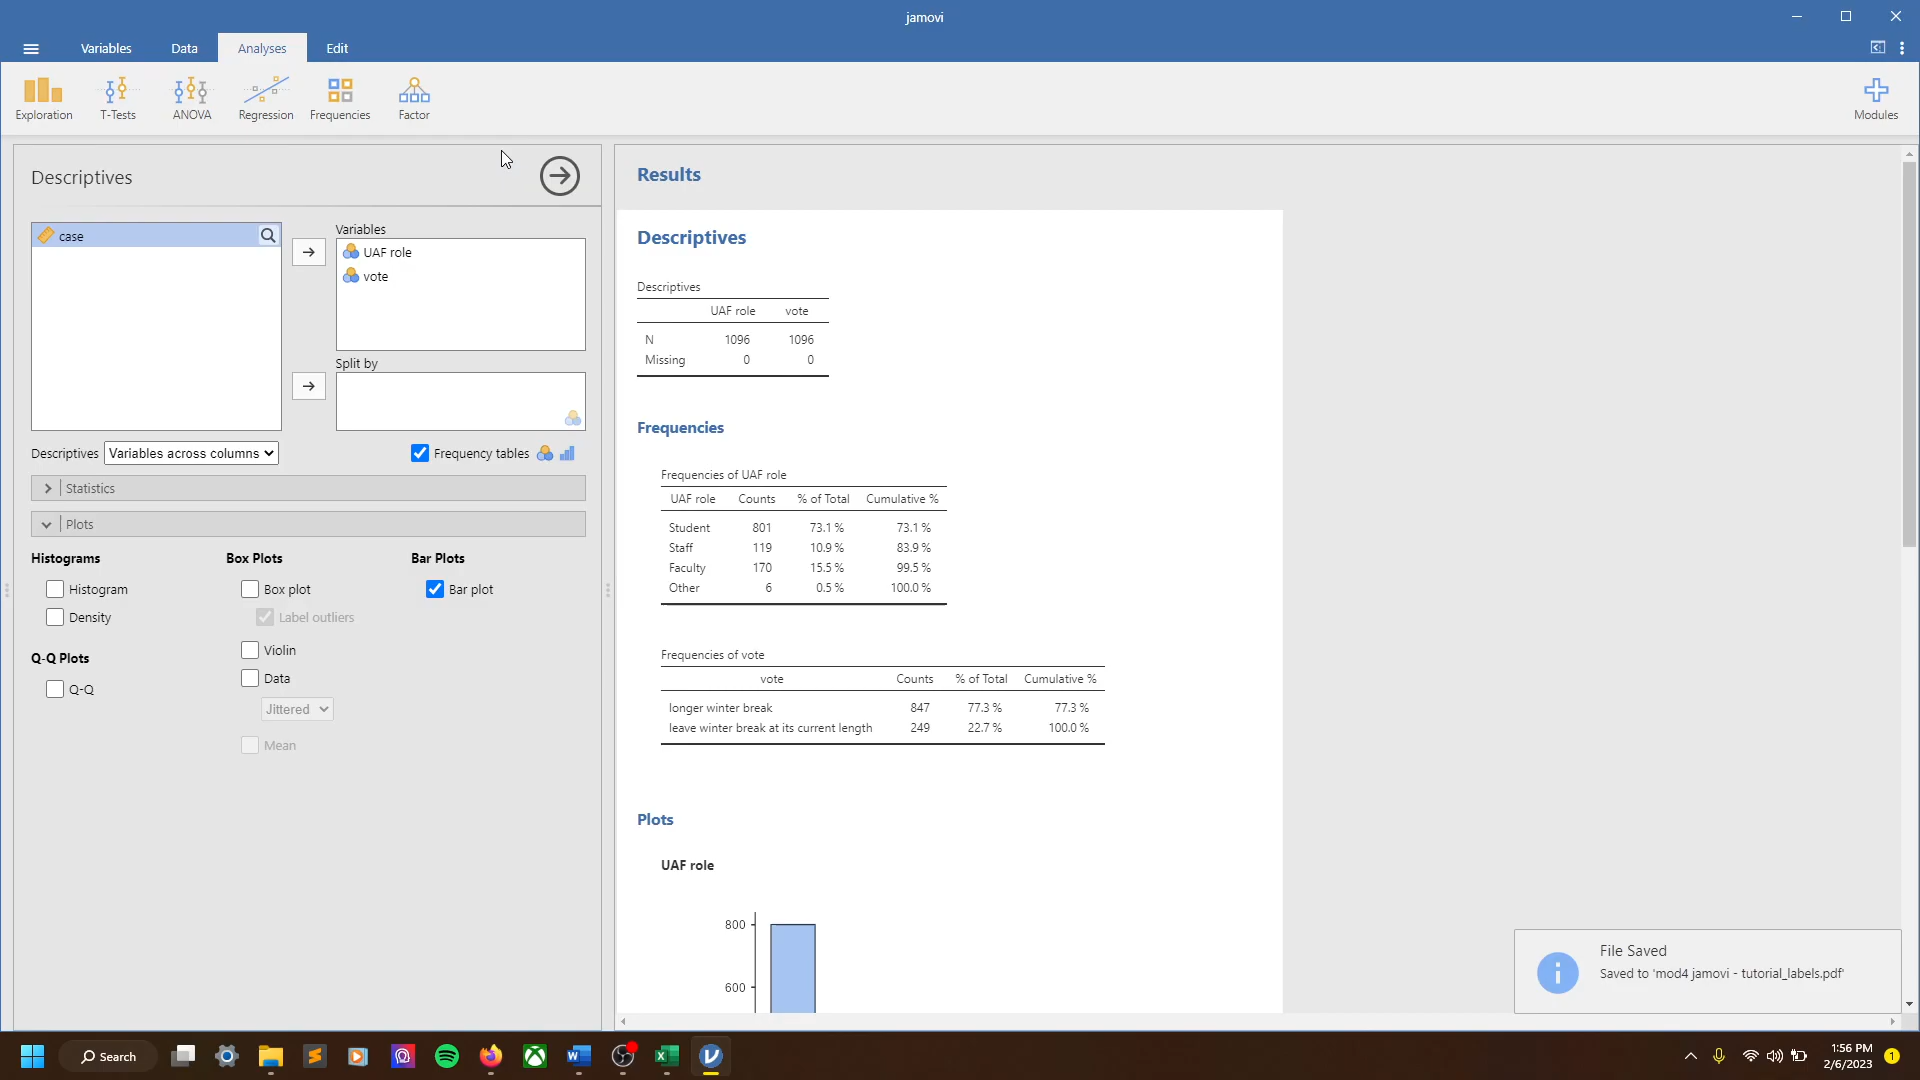 jamovi
Variables Data Analyses Edit
Exploration T-Tests ANOVA Regression Frequencies Factor Modules
Descriptives
case
Variables
UAF role
vote
Split by
Descriptives Variables across columns Frequency tables
Statistics
Plots
Histograms Box Plots Bar Plots
Histogram Box plot Bar plot
Density Label outliers
Q-Q Plots Violin
Q-Q Data
Jittered
Mean
Results
Descriptives
Descriptives
UAF role vote
N 1096 1096
Missing 0 0
Frequencies
Frequencies of UAF role
UAF role Counts % of Total Cumulative %
Student 801 73.1 % 73.1 %
Staff 119 10.9 % 83.9 %
Faculty 170 15.5 % 99.5 %
Other 6 0.5 % 100.0 %
Frequencies of vote
vote Counts % of Total Cumulative %
longer winter break 847 77.3 % 77.3 %
leave winter break at its current length 249 22.7 % 100.0 %
Plots
UAF role
800
600
File Saved
Saved to 'mod4 jamovi - tutorial_labels.pdf'
Search
1:56 PM
2/6/2023
1